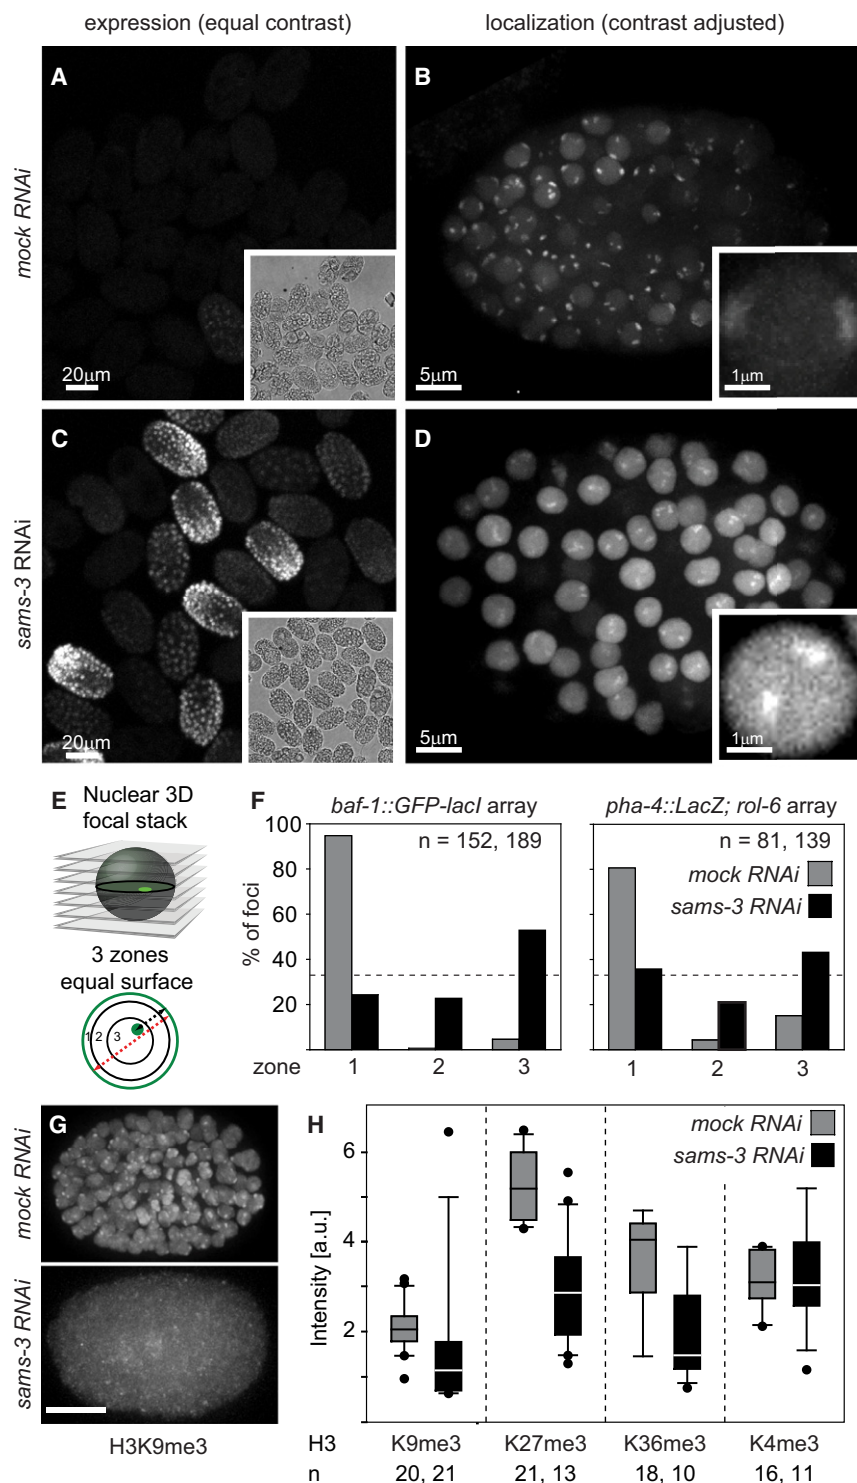 expression (equal contrast)
localization (contrast adjusted)
mock RNAi
A
20μm
B
5μm
1μm
sams-3 RNAi
C
20μm
D
5μm
1μm
E
Nuclear 3D
focal stack
3 zones
equal surface
1 2 3
F
baf-1::GFP-lacI array
pha-4::LacZ; rol-6 array
n = 152, 189
n = 81, 139
mock RNAi
sams-3 RNAi
% of foci
100
80
60
40
20
zone
1 2 3
1 2 3
G
mock RNAi
sams-3 RNAi
H3K9me3
H
mock RNAi
sams-3 RNAi
Intensity [a.u.]
6
4
2
H3 K9me3 K27me3 K36me3 K4me3
n 20, 21 21, 13 18, 10 16, 11